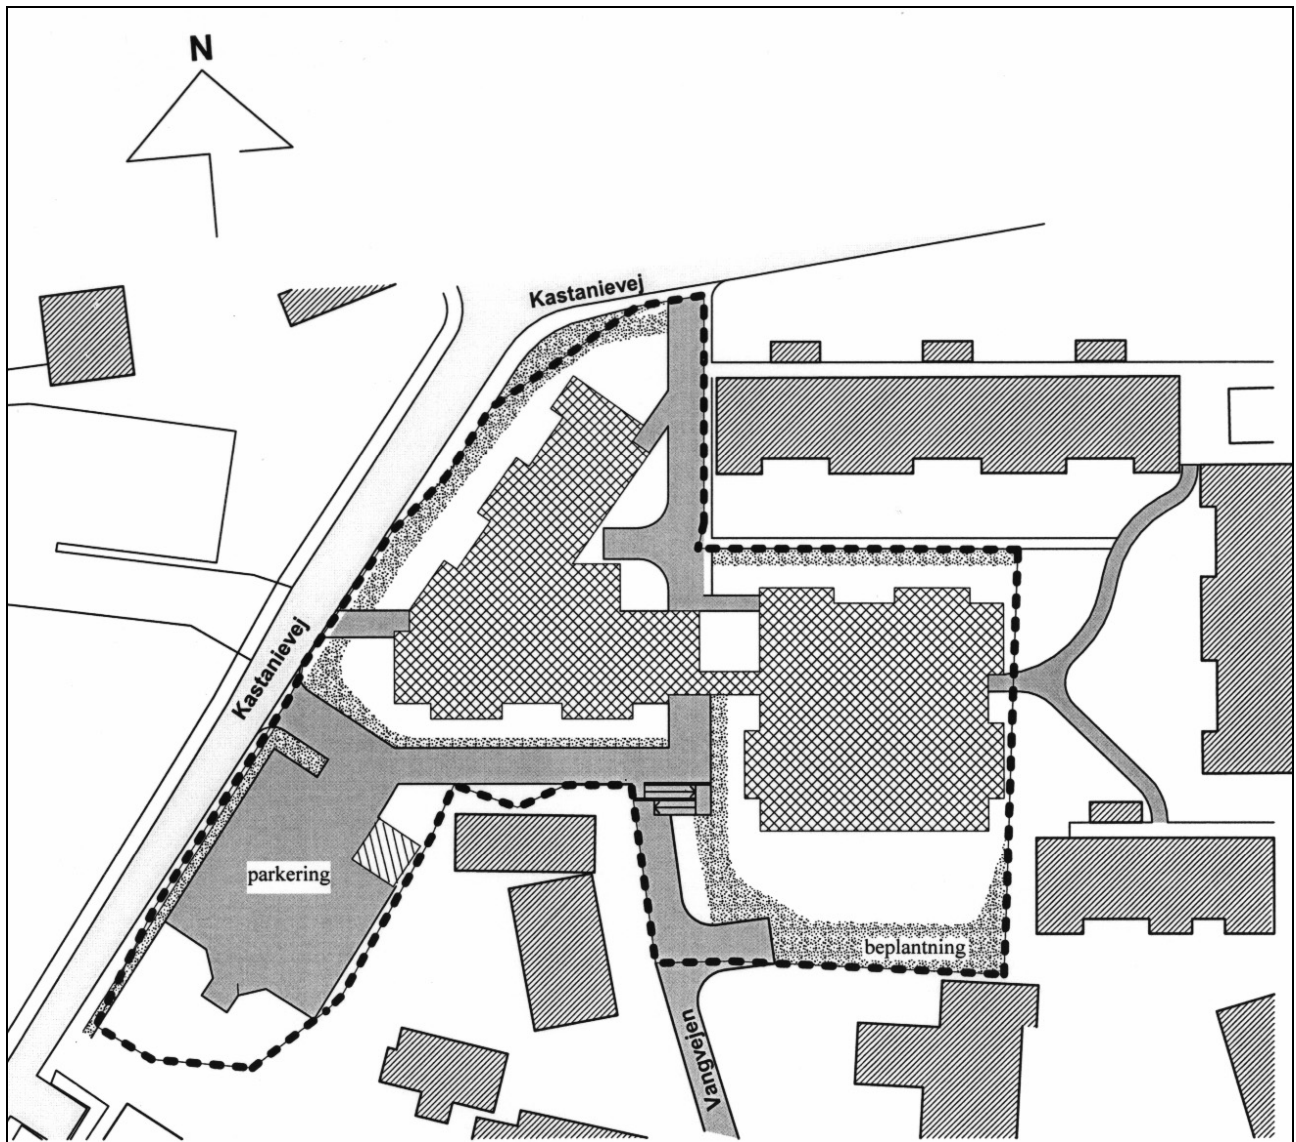 N
Kastanievej
Kastanievej
parkering
beplantning
Vangvejen